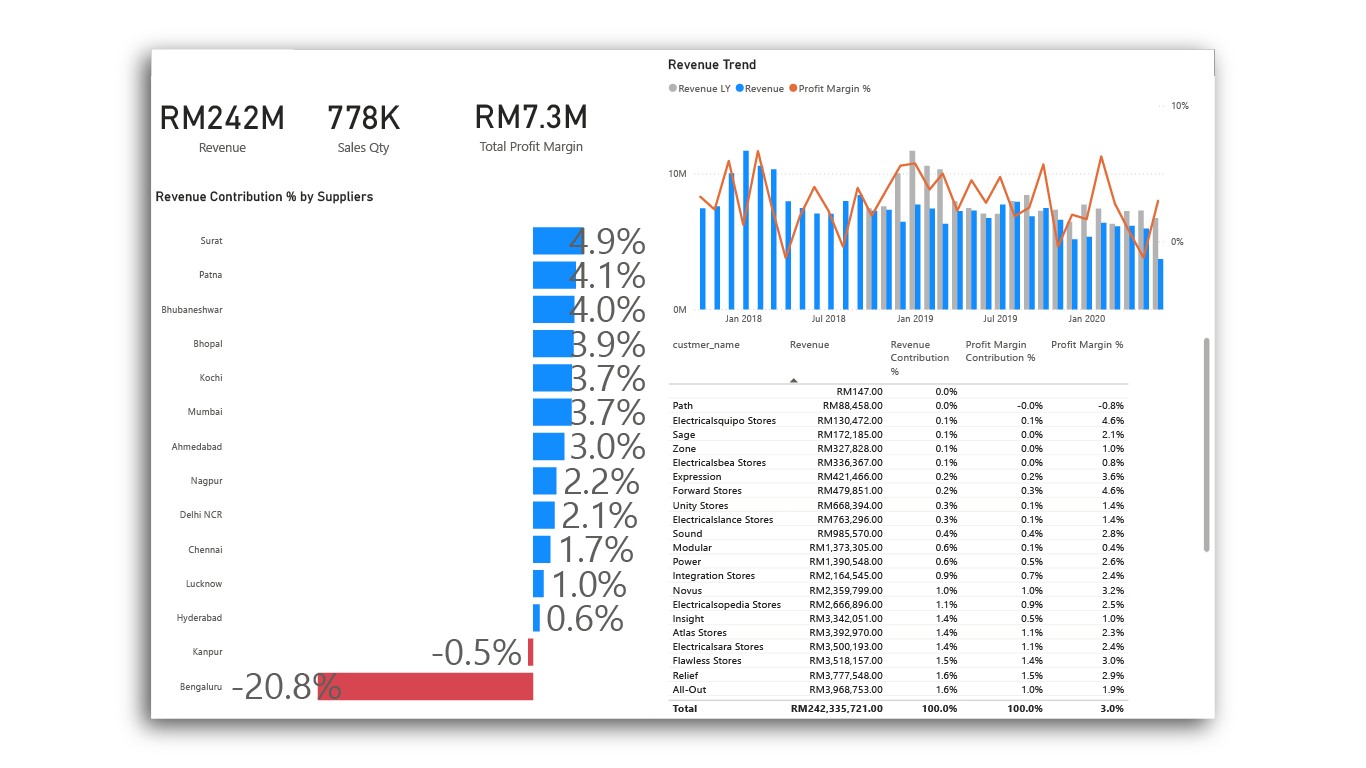 RM242M
Revenue
778K
Sales Qty
RM7.3M
Total Profit Margin
Revenue Contribution % by Suppliers
Surat 4.9%
Patna 4.1%
Bhubaneshwar 4.0%
Bhopal 3.9%
Kochi 3.7%
Mumbai 3.7%
Ahmedabad 3.0%
Nagpur 2.2%
Delhi NCR 2.1%
Chennai 1.7%
Lucknow 1.0%
Hyderabad 0.6%
Kanpur -0.5%
Bengaluru -20.8%
Revenue Trend
Revenue LY Revenue Profit Margin %
10%
10M
0%
0M
Jan 2018 Jul 2018 Jan 2019 Jul 2019 Jan 2020
custmer_name Revenue Revenue Contribution % Profit Margin Contribution % Profit Margin %
RM147.00 0.0%
Path RM88,458.00 0.0% -0.0% -0.8%
Electricalsquipo Stores RM130,472.00 0.1% 0.1% 4.6%
Sage RM172,185.00 0.1% 0.0% 2.1%
Zone RM327,828.00 0.1% 0.0% 1.0%
Electricalsbea Stores RM336,367.00 0.1% 0.0% 0.8%
Expression RM421,466.00 0.2% 0.2% 3.6%
Forward Stores RM479,851.00 0.2% 0.3% 4.6%
Unity Stores RM668,394.00 0.3% 0.1% 1.4%
Electricalslance Stores RM763,296.00 0.3% 0.1% 1.4%
Sound RM985,570.00 0.4% 0.4% 2.8%
Modular RM1,373,305.00 0.6% 0.1% 0.4%
Power RM1,390,548.00 0.6% 0.5% 2.6%
Integration Stores RM2,164,545.00 0.9% 0.7% 2.4%
Novus RM2,359,799.00 1.0% 1.0% 3.2%
Electricalsopedia Stores RM2,666,896.00 1.1% 0.9% 2.5%
Insight RM3,342,051.00 1.4% 0.5% 1.0%
Atlas Stores RM3,392,970.00 1.4% 1.1% 2.3%
Electricalsara Stores RM3,500,193.00 1.4% 1.1% 2.4%
Flawless Stores RM3,518,157.00 1.5% 1.4% 3.0%
Relief RM3,777,548.00 1.6% 1.5% 2.9%
All-Out RM3,968,753.00 1.6% 1.0% 1.9%
Total RM242,335,721.00 100.0% 100.0% 3.0%